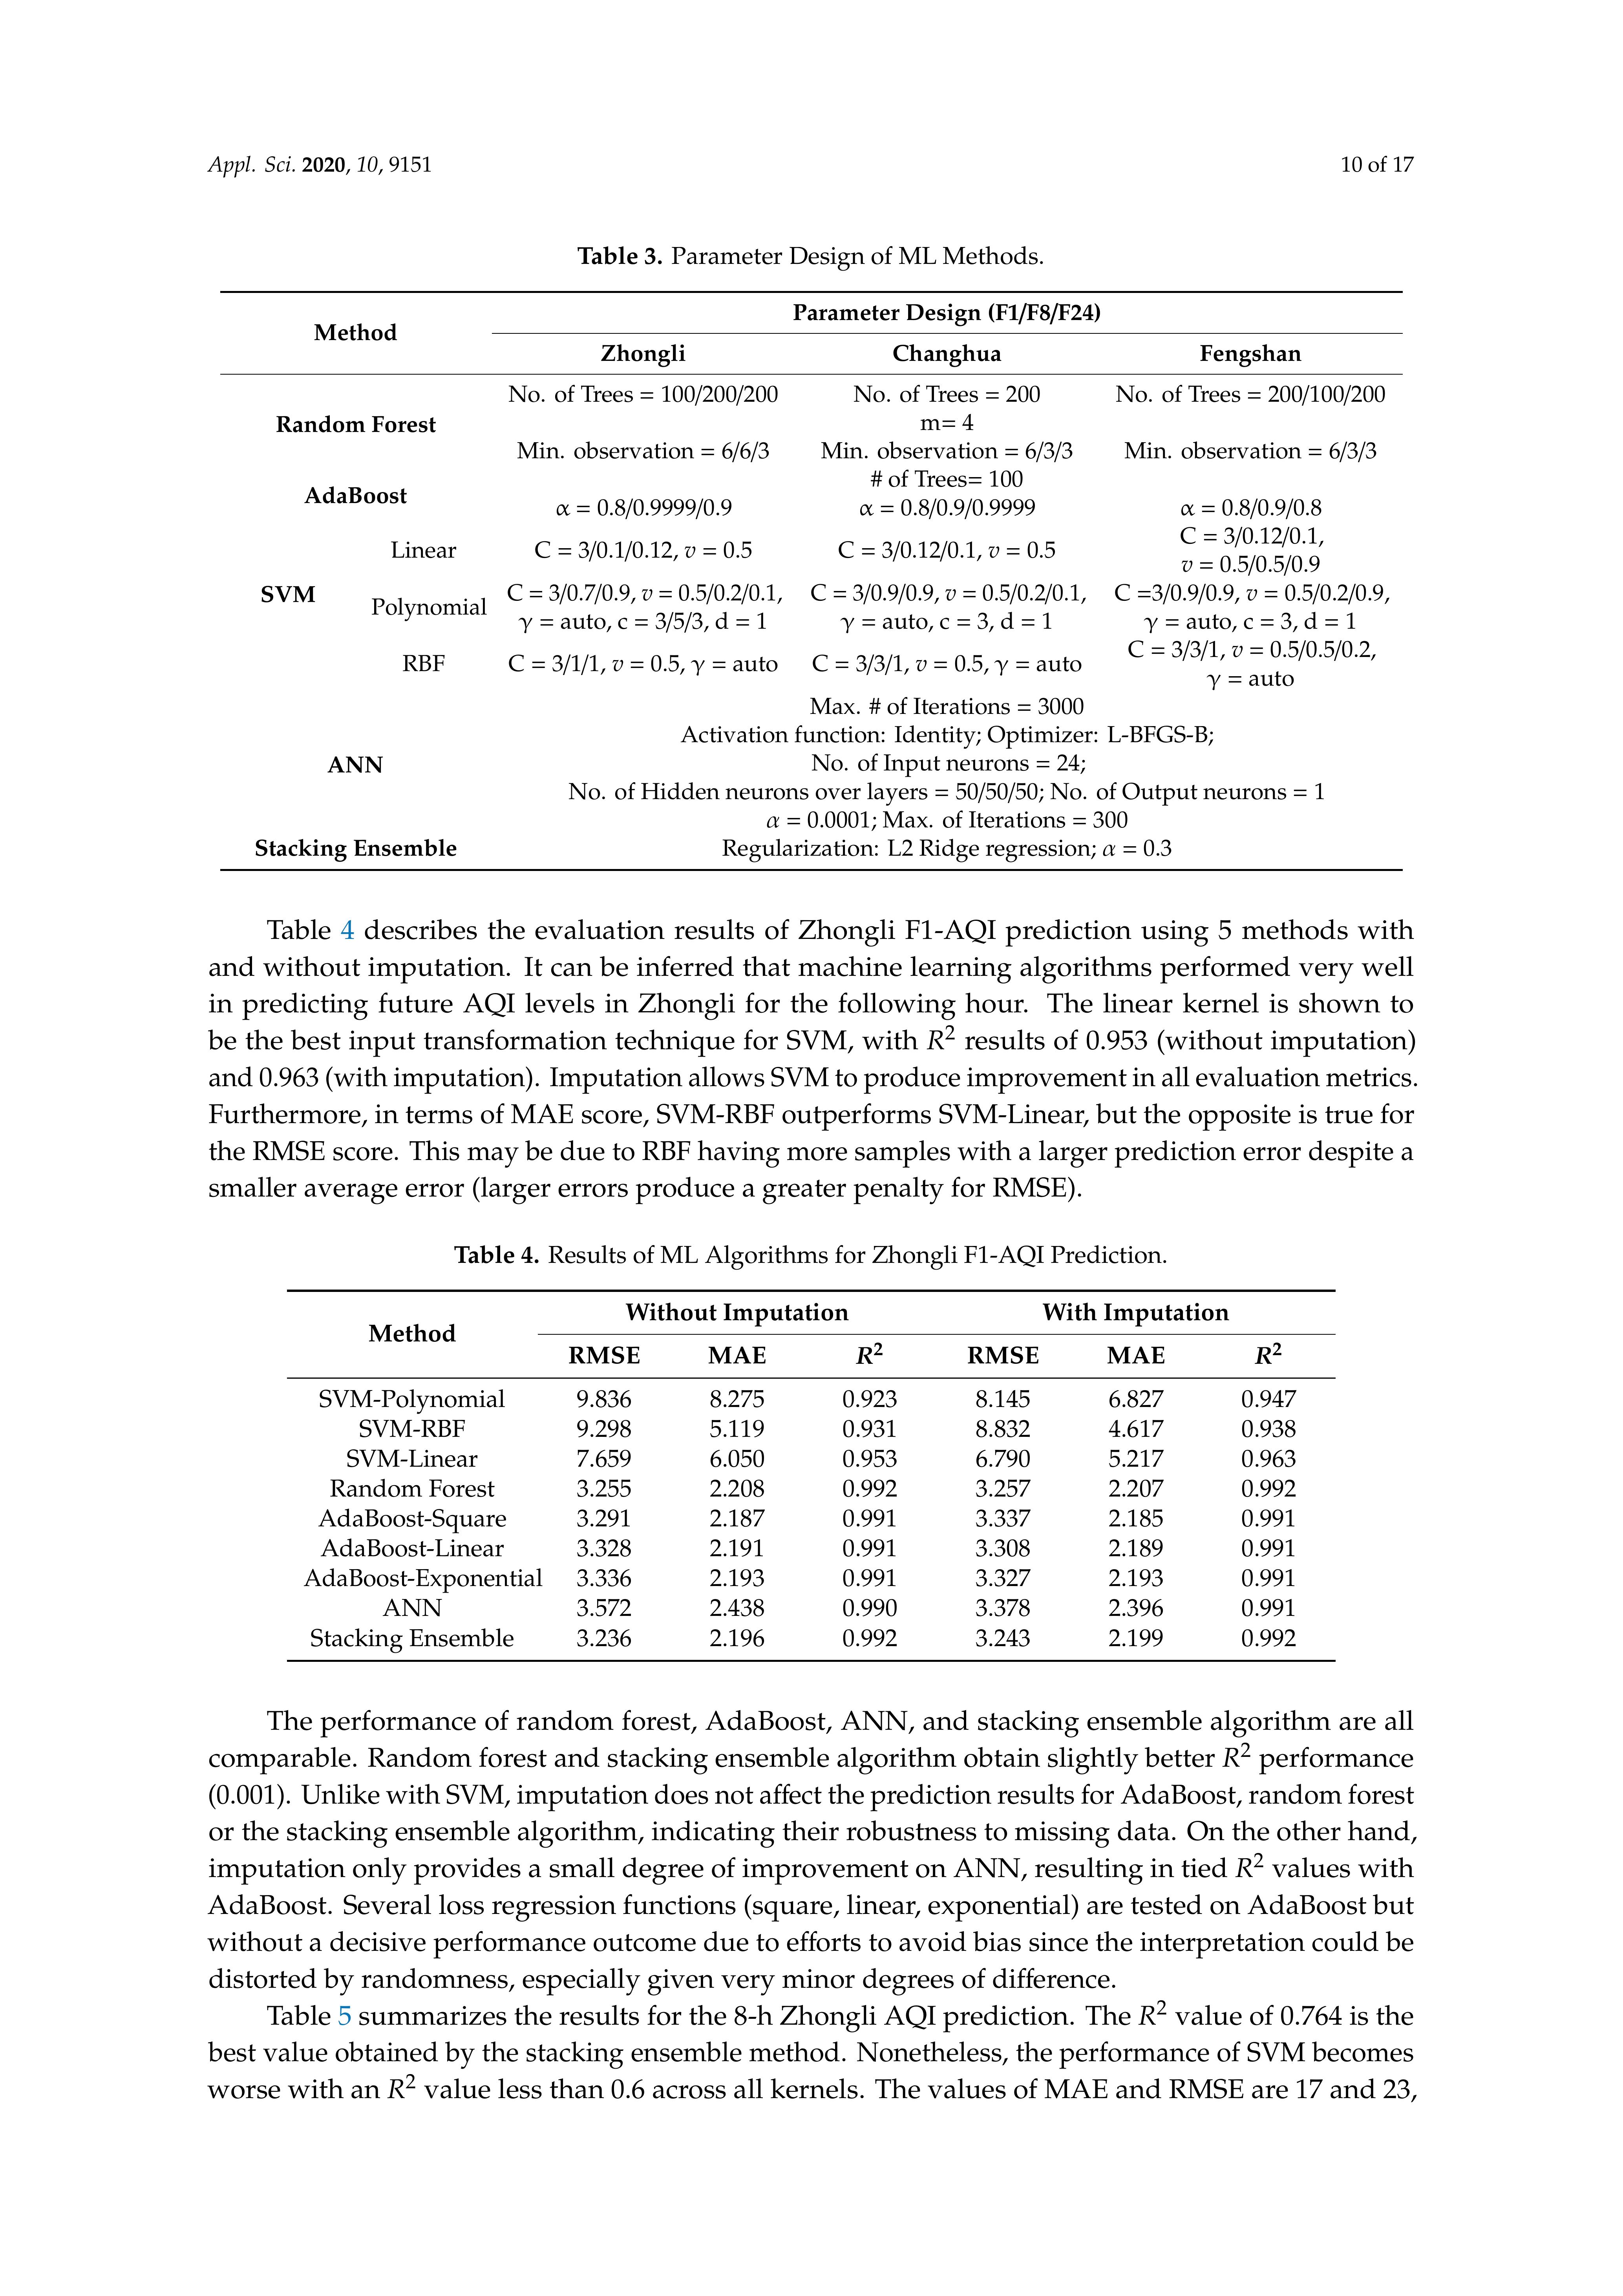 Appl. Sci. 2020, 10, 9151 10 of 17
Table 3. Parameter Design of ML Methods.
Method Parameter Design (F1/F8/F24)
Zhongli Changhua Fengshan
Random Forest No. of Trees = 100/200/200 No. of Trees = 200 No. of Trees = 200/100/200
m= 4
Min. observation = 6/6/3 Min. observation = 6/3/3 Min. observation = 6/3/3
AdaBoost # of Trees= 100
α = 0.8/0.9999/0.9 α = 0.8/0.9/0.9999 α = 0.8/0.9/0.8
SVM Linear C = 3/0.1/0.12, v = 0.5 C = 3/0.12/0.1, v = 0.5 C = 3/0.12/0.1,
v = 0.5/0.5/0.9
Polynomial C = 3/0.7/0.9, v = 0.5/0.2/0.1, C = 3/0.9/0.9, v = 0.5/0.2/0.1, C =3/0.9/0.9, v = 0.5/0.2/0.9,
γ = auto, c = 3/5/3, d = 1 γ = auto, c = 3, d = 1 γ = auto, c = 3, d = 1
RBF C = 3/1/1, v = 0.5, γ = auto C = 3/3/1, v = 0.5, γ = auto C = 3/3/1, v = 0.5/0.5/0.2,
γ = auto
ANN Max. # of Iterations = 3000
Activation function: Identity; Optimizer: L-BFGS-B;
No. of Input neurons = 24;
No. of Hidden neurons over layers = 50/50/50; No. of Output neurons = 1
α = 0.0001; Max. of Iterations = 300
Stacking Ensemble Regularization: L2 Ridge regression; α = 0.3
Table 4 describes the evaluation results of Zhongli F1-AQI prediction using 5 methods with
and without imputation. It can be inferred that machine learning algorithms performed very well
in predicting future AQI levels in Zhongli for the following hour. The linear kernel is shown to
be the best input transformation technique for SVM, with R² results of 0.953 (without imputation)
and 0.963 (with imputation). Imputation allows SVM to produce improvement in all evaluation metrics.
Furthermore, in terms of MAE score, SVM-RBF outperforms SVM-Linear, but the opposite is true for
the RMSE score. This may be due to RBF having more samples with a larger prediction error despite a
smaller average error (larger errors produce a greater penalty for RMSE).
Table 4. Results of ML Algorithms for Zhongli F1-AQI Prediction.
Method Without Imputation With Imputation
RMSE MAE R² RMSE MAE R²
SVM-Polynomial 9.836 8.275 0.923 8.145 6.827 0.947
SVM-RBF 9.298 5.119 0.931 8.832 4.617 0.938
SVM-Linear 7.659 6.050 0.953 6.790 5.217 0.963
Random Forest 3.255 2.208 0.992 3.257 2.207 0.992
AdaBoost-Square 3.291 2.187 0.991 3.337 2.185 0.991
AdaBoost-Linear 3.328 2.191 0.991 3.308 2.189 0.991
AdaBoost-Exponential 3.336 2.193 0.991 3.327 2.193 0.991
ANN 3.572 2.438 0.990 3.378 2.396 0.991
Stacking Ensemble 3.236 2.196 0.992 3.243 2.199 0.992
The performance of random forest, AdaBoost, ANN, and stacking ensemble algorithm are all
comparable. Random forest and stacking ensemble algorithm obtain slightly better R² performance
(0.001). Unlike with SVM, imputation does not affect the prediction results for AdaBoost, random forest
or the stacking ensemble algorithm, indicating their robustness to missing data. On the other hand,
imputation only provides a small degree of improvement on ANN, resulting in tied R² values with
AdaBoost. Several loss regression functions (square, linear, exponential) are tested on AdaBoost but
without a decisive performance outcome due to efforts to avoid bias since the interpretation could be
distorted by randomness, especially given very minor degrees of difference.
Table 5 summarizes the results for the 8-h Zhongli AQI prediction. The R² value of 0.764 is the
best value obtained by the stacking ensemble method. Nonetheless, the performance of SVM becomes
worse with an R² value less than 0.6 across all kernels. The values of MAE and RMSE are 17 and 23,